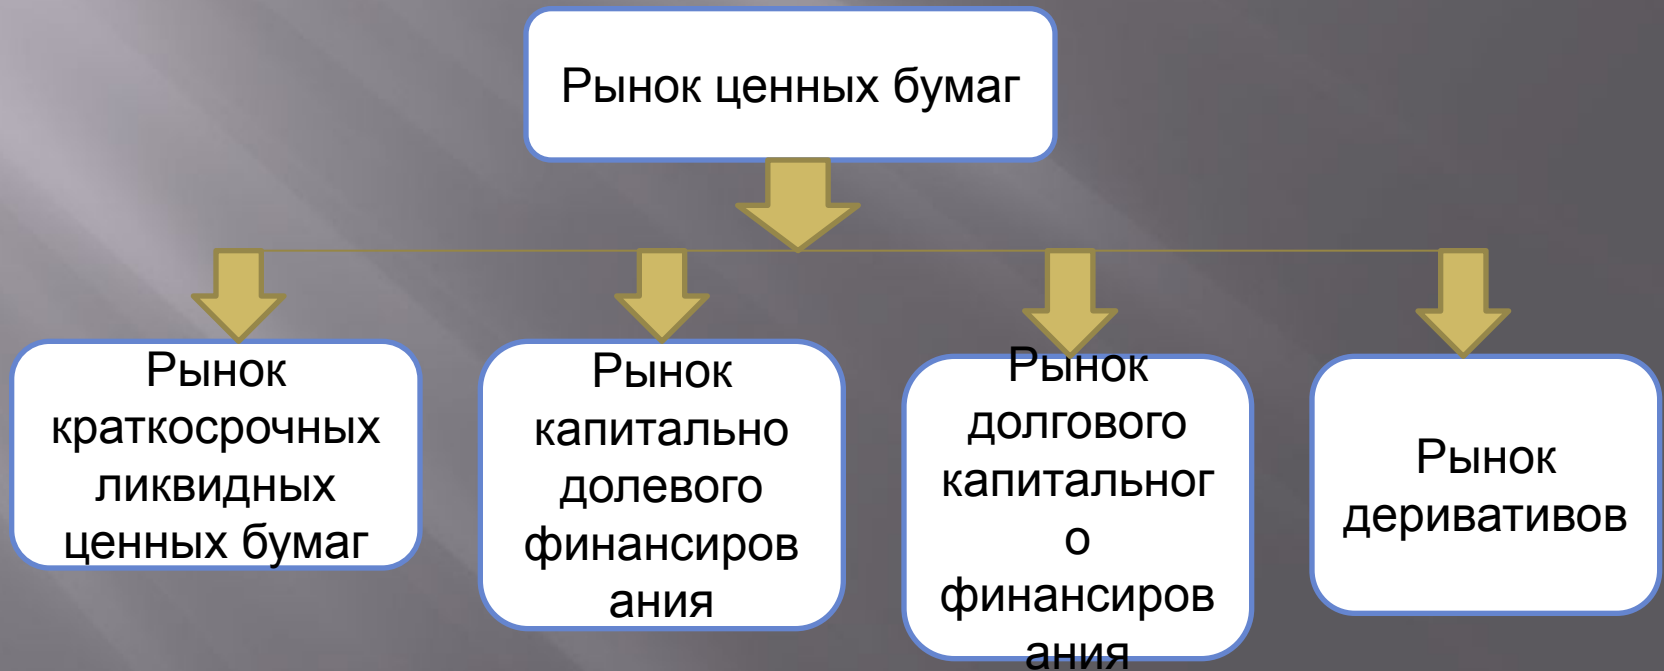 Рынок ценных бумаг
Рынок
краткосрочных
ликвидных
ценных бумаг
Рынок
капитально
долевого
финансиров
ания
Рынок
долгового
капитальног
о
финансиров
ания
Рынок
деривативов